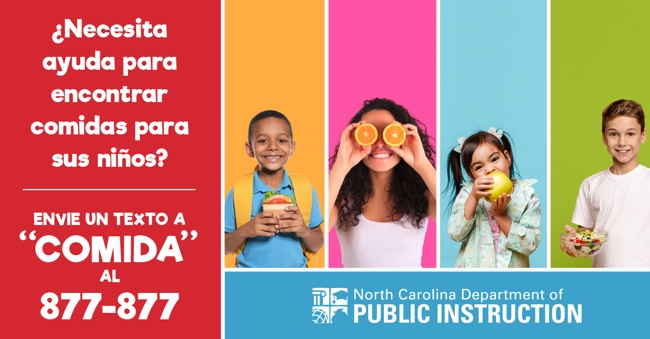 ¿Necesita
ayuda para
encontrar
comidas para
sus niños?
ENVIE UN TEXTO A
“COMIDA”
AL
877-877
North Carolina Department of
PUBLIC INSTRUCTION